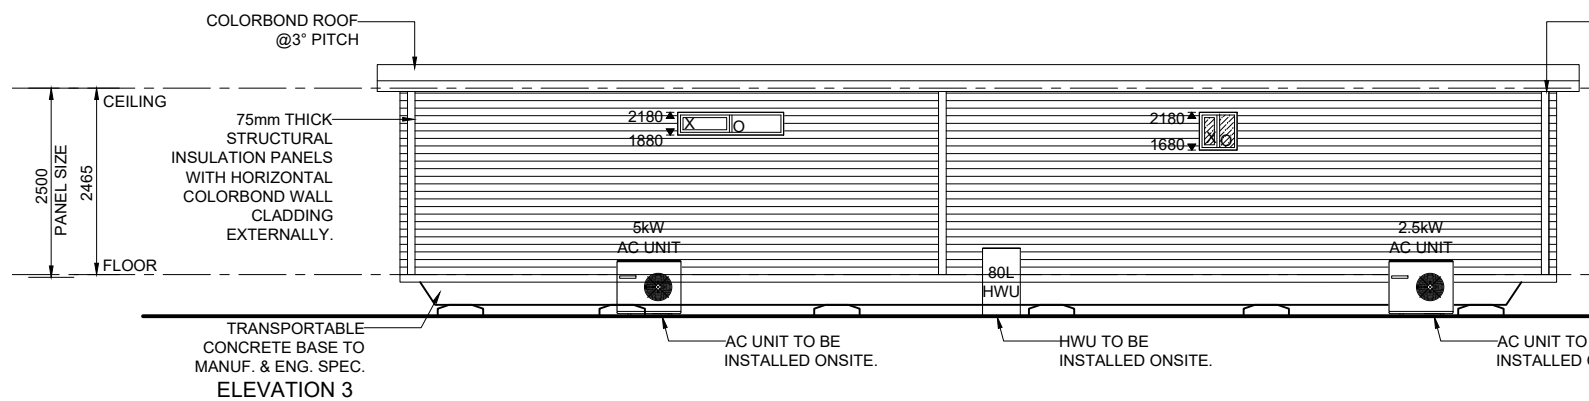 COLORBOND ROOF
@3° PITCH
CEILING
75mm THICK
STRUCTURAL
INSULATION PANELS
WITH HORIZONTAL
COLORBOND WALL
CLADDING
EXTERNALLY.
2500
PANEL SIZE
2465
2180
1880
X O
2180
1680
X O
5kW
AC UNIT
2.5kW
AC UNIT
FLOOR
80L
HWU
TRANSPORTABLE
CONCRETE BASE TO
MANUF. & ENG. SPEC.
AC UNIT TO BE
INSTALLED ONSITE.
HWU TO BE
INSTALLED ONSITE.
AC UNIT TO
INSTALLED
ELEVATION 3